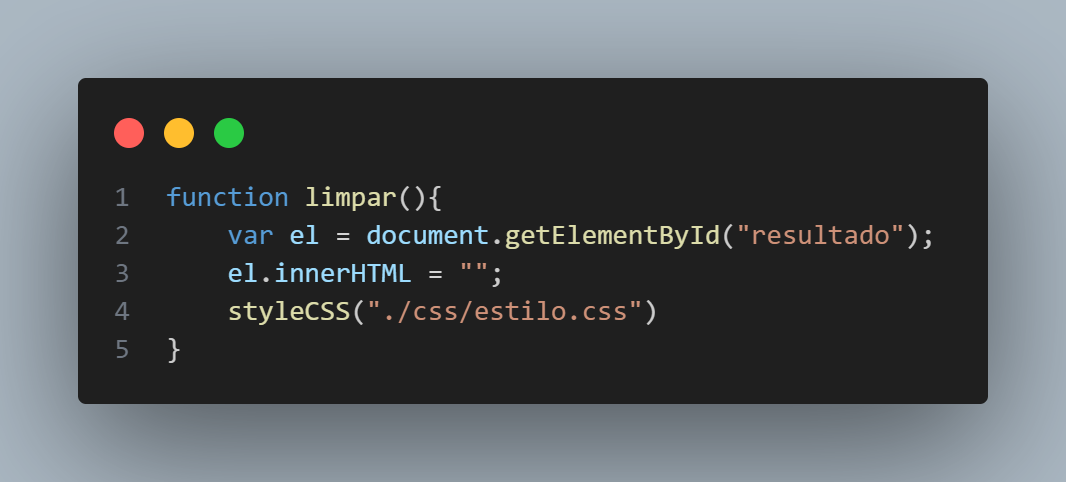 1 function limpar(){
2     var el = document.getElementById("resultado");
3     el.innerHTML = "";
4     styleCSS("./css/estilo.css")
5 }